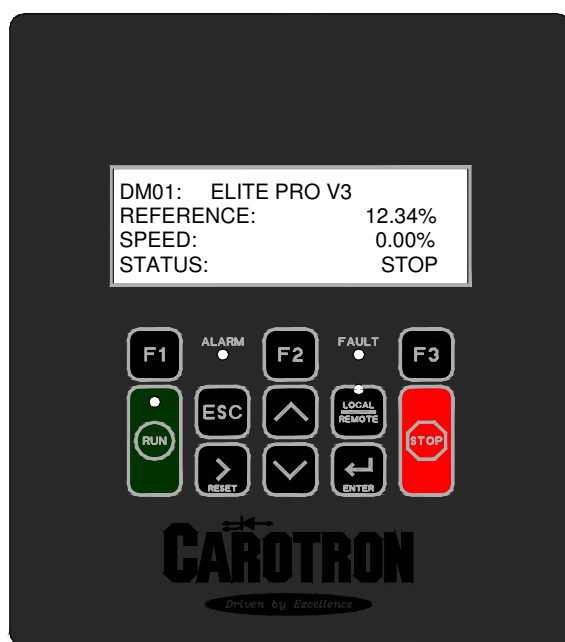 DM01: ELITE PRO V3
REFERENCE: 12.34%
SPEED: 0.00%
STATUS: STOP
F1 ALARM F2 FAULT F3
RUN ESC LOCAL REMOTE STOP
RESET ENTER
CAROTRON
Driven by Excellence